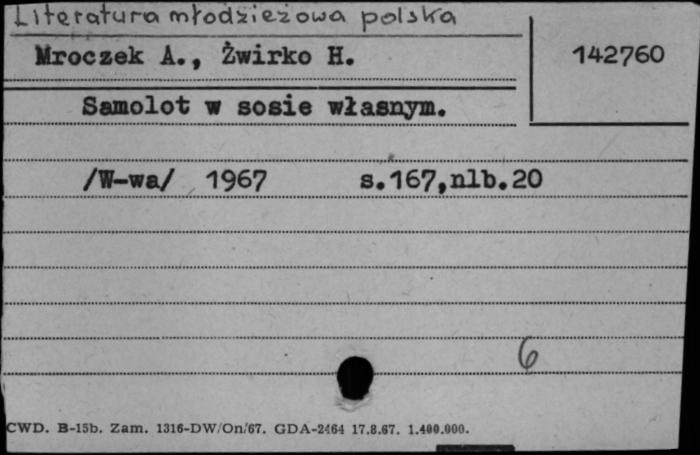 Literatura młodzieżowa polska
Mroczek A., Żwirko H.
142760
Samolot w sosie własnym.
/W-wa/ 1967 s.167,nlb.20
6
CWD. B-15b. Zam. 1316-DW/On/67. GDA-2464 17.8.67. 1.400.000.